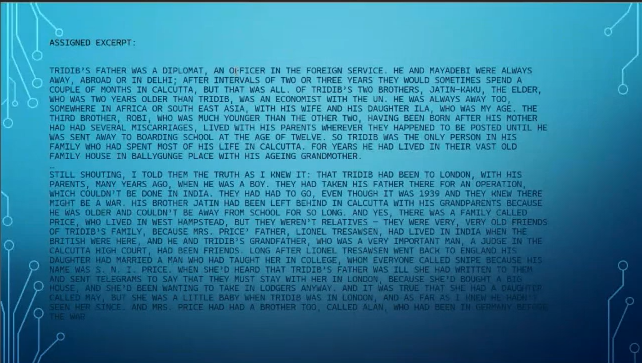 ASSIGNED EXCERPT:
TRIDIB'S FATHER WAS A DIPLOMAT, AN OFFICER IN THE FOREIGN SERVICE. HE AND MAYADEBI WERE ALWAYS
AWAY, ABROAD OR IN DELHI; AFTER INTERVALS OF TWO OR THREE YEARS THEY WOULD SOMETIMES SPEND A
COUPLE OF MONTHS IN CALCUTTA, BUT THAT WAS ALL. OF TRIDIB'S TWO BROTHERS, JATIN-KAKU, THE ELDER,
WHO WAS TWO YEARS OLDER THAN TRIDIB, WAS AN ECONOMIST WITH THE UN. HE WAS ALWAYS AWAY TOO,
SOMEWHERE IN AFRICA OR SOUTH EAST ASIA, WITH HIS WIFE AND HIS DAUGHTER ILA, WHO WAS MY AGE. THE
THIRD BROTHER, ROBI, WHO WAS MUCH YOUNGER THAN THE OTHER TWO, HAVING BEEN BORN AFTER HIS MOTHER
HAD HAD SEVERAL MISCARRIAGES, LIVED WITH HIS PARENTS WHEREVER THEY HAPPENED TO BE POSTED UNTIL HE
WAS SENT AWAY TO BOARDING SCHOOL AT THE AGE OF TWELVE. SO TRIDIB WAS THE ONLY PERSON IN HIS
FAMILY WHO HAD SPENT MOST OF HIS LIFE IN CALCUTTA. FOR YEARS HE HAD LIVED IN THEIR VAST OLD
FAMILY HOUSE IN BALLYGUNGE PLACE WITH HIS AGEING GRANDMOTHER.
…
STILL SHOUTING, I TOLD THEM THE TRUTH AS I KNEW IT: THAT TRIDIB HAD BEEN TO LONDON, WITH HIS
PARENTS, MANY YEARS AGO, WHEN HE WAS A BOY. THEY HAD TAKEN HIS FATHER THERE FOR AN OPERATION,
WHICH COULDN'T BE DONE IN INDIA. THEY HAD HAD TO GO, EVEN THOUGH IT WAS 1939 AND THEY KNEW THERE
MIGHT BE A WAR. HIS BROTHER JATIN HAD BEEN LEFT BEHIND IN CALCUTTA WITH HIS GRANDPARENTS BECAUSE
HE WAS OLDER AND COULDN'T BE AWAY FROM SCHOOL FOR SO LONG. AND YES, THERE WAS A FAMILY CALLED
PRICE, WHO LIVED IN WEST HAMPSTEAD, BUT THEY WEREN'T RELATIVES – THEY WERE VERY, VERY OLD FRIENDS
OF TRIDIB'S FAMILY, BECAUSE MRS. PRICE' FATHER, LIONEL TRESAWSEN, HAD LIVED IN INDIA WHEN THE
BRITISH WERE HERE, AND HE AND TRIDIB'S GRANDFATHER, WHO WAS A VERY IMPORTANT MAN, A JUDGE IN THE
CALCUTTA HIGH COURT, HAD BEEN FRIENDS. LONG AFTER LIONEL TRESAWSEN WENT BACK TO ENGLAND HIS
DAUGHTER HAD MARRIED A MAN WHO HAD TAUGHT HER IN COLLEGE, WHOM EVERYONE CALLED SNIPE BECAUSE HIS
NAME WAS S. N. I. PRICE. WHEN SHE'D HEARD THAT TRIDIB'S FATHER WAS ILL SHE HAD WRITTEN TO THEM
AND SENT TELEGRAMS TO SAY THAT THEY MUST STAY WITH HER IN LONDON, BECAUSE SHE'D BOUGHT A BIG
HOUSE, AND SHE'D BEEN WANTING TO TAKE IN LODGERS ANYWAY. AND IT WAS TRUE THAT SHE HAD A DAUGHTER
CALLED MAY, BUT SHE WAS A LITTLE BABY WHEN TRIDIB WAS IN LONDON, AND AS FAR AS I KNEW HE HADN'T
SEEN HER SINCE. AND MRS. PRICE HAD HAD A BROTHER TOO, CALLED ALAN, WHO HAD BEEN IN GERMANY BEFORE
THE WAR